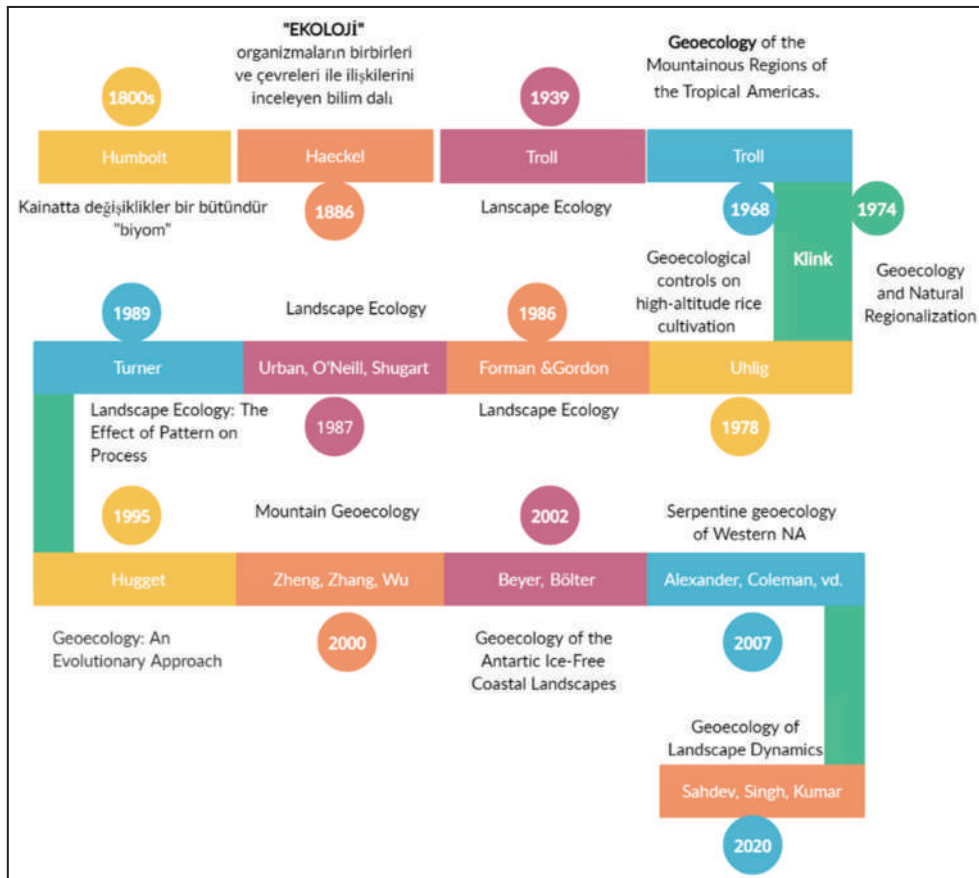 1800s
Humbolt
Kainatta değişiklikler bir bütündür
"biyom"
"EKOLOJİ"
organizmaların birbirleri
ve çevreleri ile ilişkilerini
inceleyen bilim dalı
Haeckel
1886
1939
Troll
Lanscape Ecology
Geoecology of the
Mountainous Regions of
the Tropical Americas.
Troll
1968
Klink
1974
Geoecology
and Natural
Regionalization
Geoecological
controls on
high-altitude rice
cultivation
Uhlig
1978
1986
Forman &Gordon
Landscape Ecology
Landscape Ecology
Urban, O'Neill, Shugart
1987
1989
Turner
Landscape Ecology: The
Effect of Pattern on
Process
1995
Hugget
Geoecology: An
Evolutionary Approach
Mountain Geoecology
Zheng, Zhang, Wu
2000
2002
Beyer, Bölter
Geoecology of the
Antartic Ice-Free
Coastal Landscapes
Serpentine geoecology
of Western NA
Alexander, Coleman, vd.
2007
Geoecology of
Landscape Dynamics
Sahdev, Singh, Kumar
2020